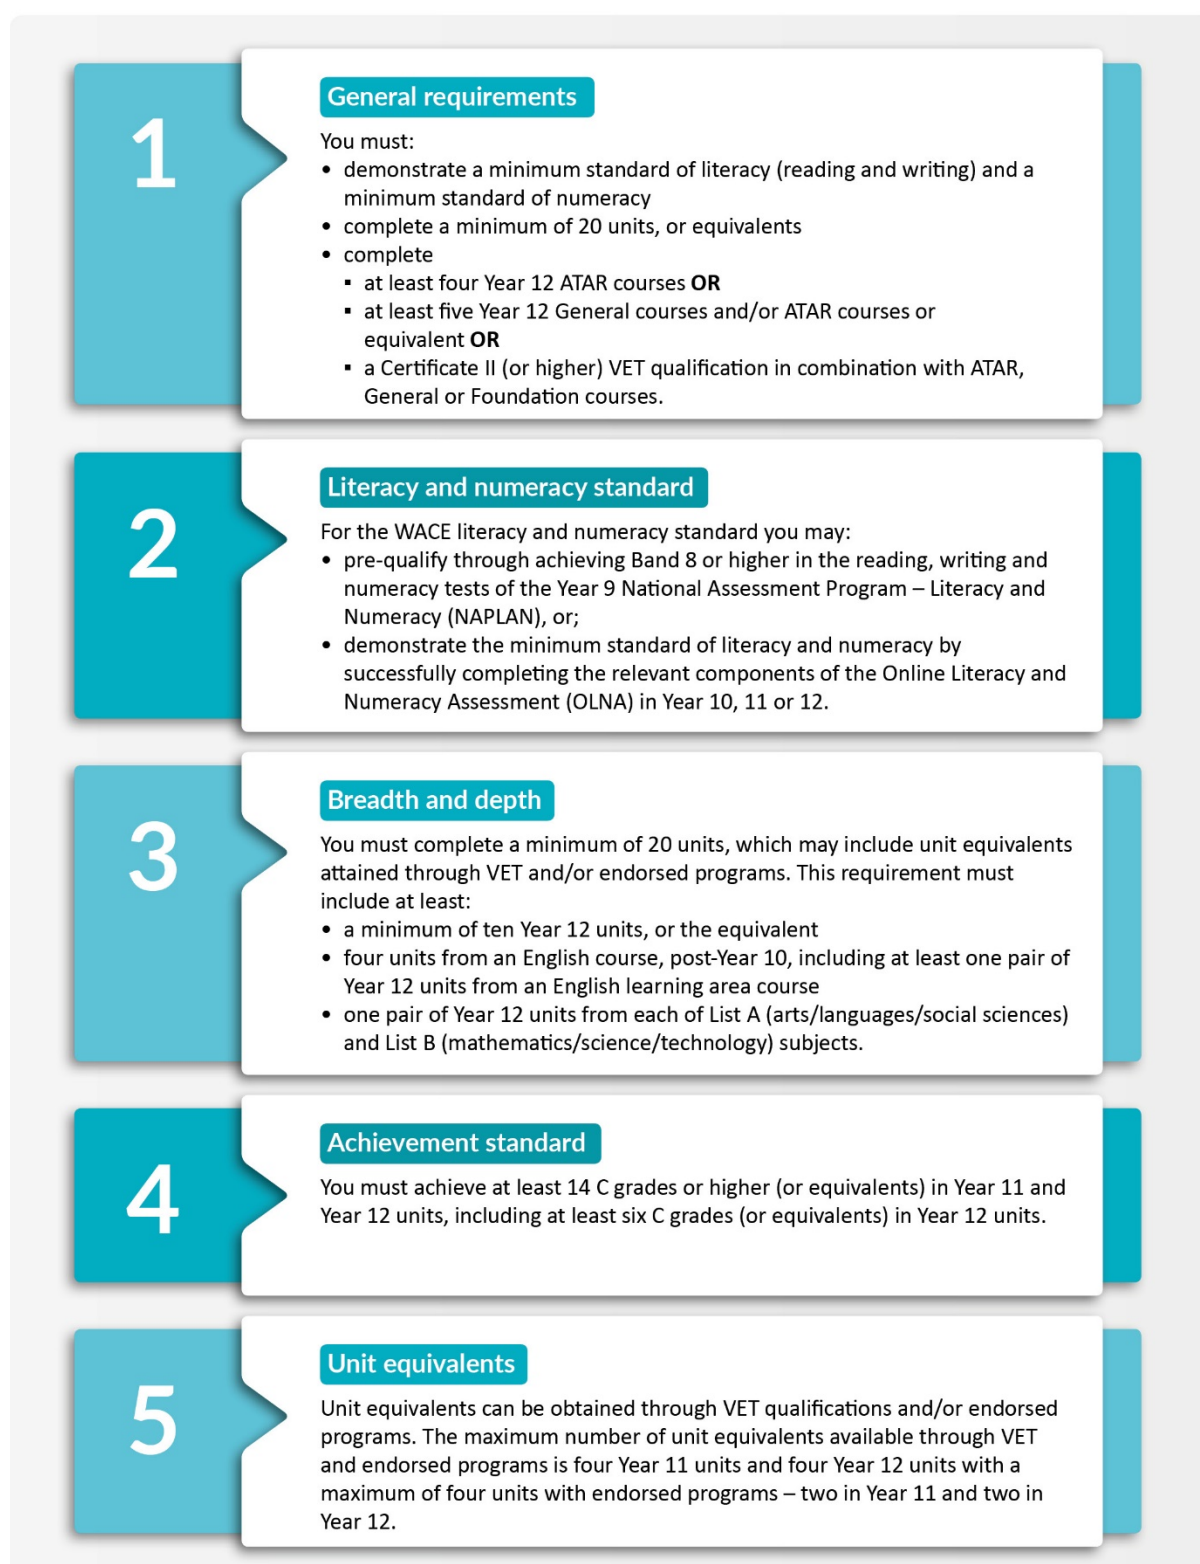 1
General requirements
You must:
• demonstrate a minimum standard of literacy (reading and writing) and a
minimum standard of numeracy
• complete a minimum of 20 units, or equivalents
• complete
▪ at least four Year 12 ATAR courses OR
▪ at least five Year 12 General courses and/or ATAR courses or
equivalent OR
▪ a Certificate II (or higher) VET qualification in combination with ATAR,
General or Foundation courses.
2
Literacy and numeracy standard
For the WACE literacy and numeracy standard you may:
• pre-qualify through achieving Band 8 or higher in the reading, writing and
numeracy tests of the Year 9 National Assessment Program – Literacy and
Numeracy (NAPLAN), or;
• demonstrate the minimum standard of literacy and numeracy by
successfully completing the relevant components of the Online Literacy and
Numeracy Assessment (OLNA) in Year 10, 11 or 12.
3
Breadth and depth
You must complete a minimum of 20 units, which may include unit equivalents
attained through VET and/or endorsed programs. This requirement must
include at least:
• a minimum of ten Year 12 units, or the equivalent
• four units from an English course, post-Year 10, including at least one pair of
Year 12 units from an English learning area course
• one pair of Year 12 units from each of List A (arts/languages/social sciences)
and List B (mathematics/science/technology) subjects.
4
Achievement standard
You must achieve at least 14 C grades or higher (or equivalents) in Year 11 and
Year 12 units, including at least six C grades (or equivalents) in Year 12 units.
5
Unit equivalents
Unit equivalents can be obtained through VET qualifications and/or endorsed
programs. The maximum number of unit equivalents available through VET
and endorsed programs is four Year 11 units and four Year 12 units with a
maximum of four units with endorsed programs – two in Year 11 and two in
Year 12.